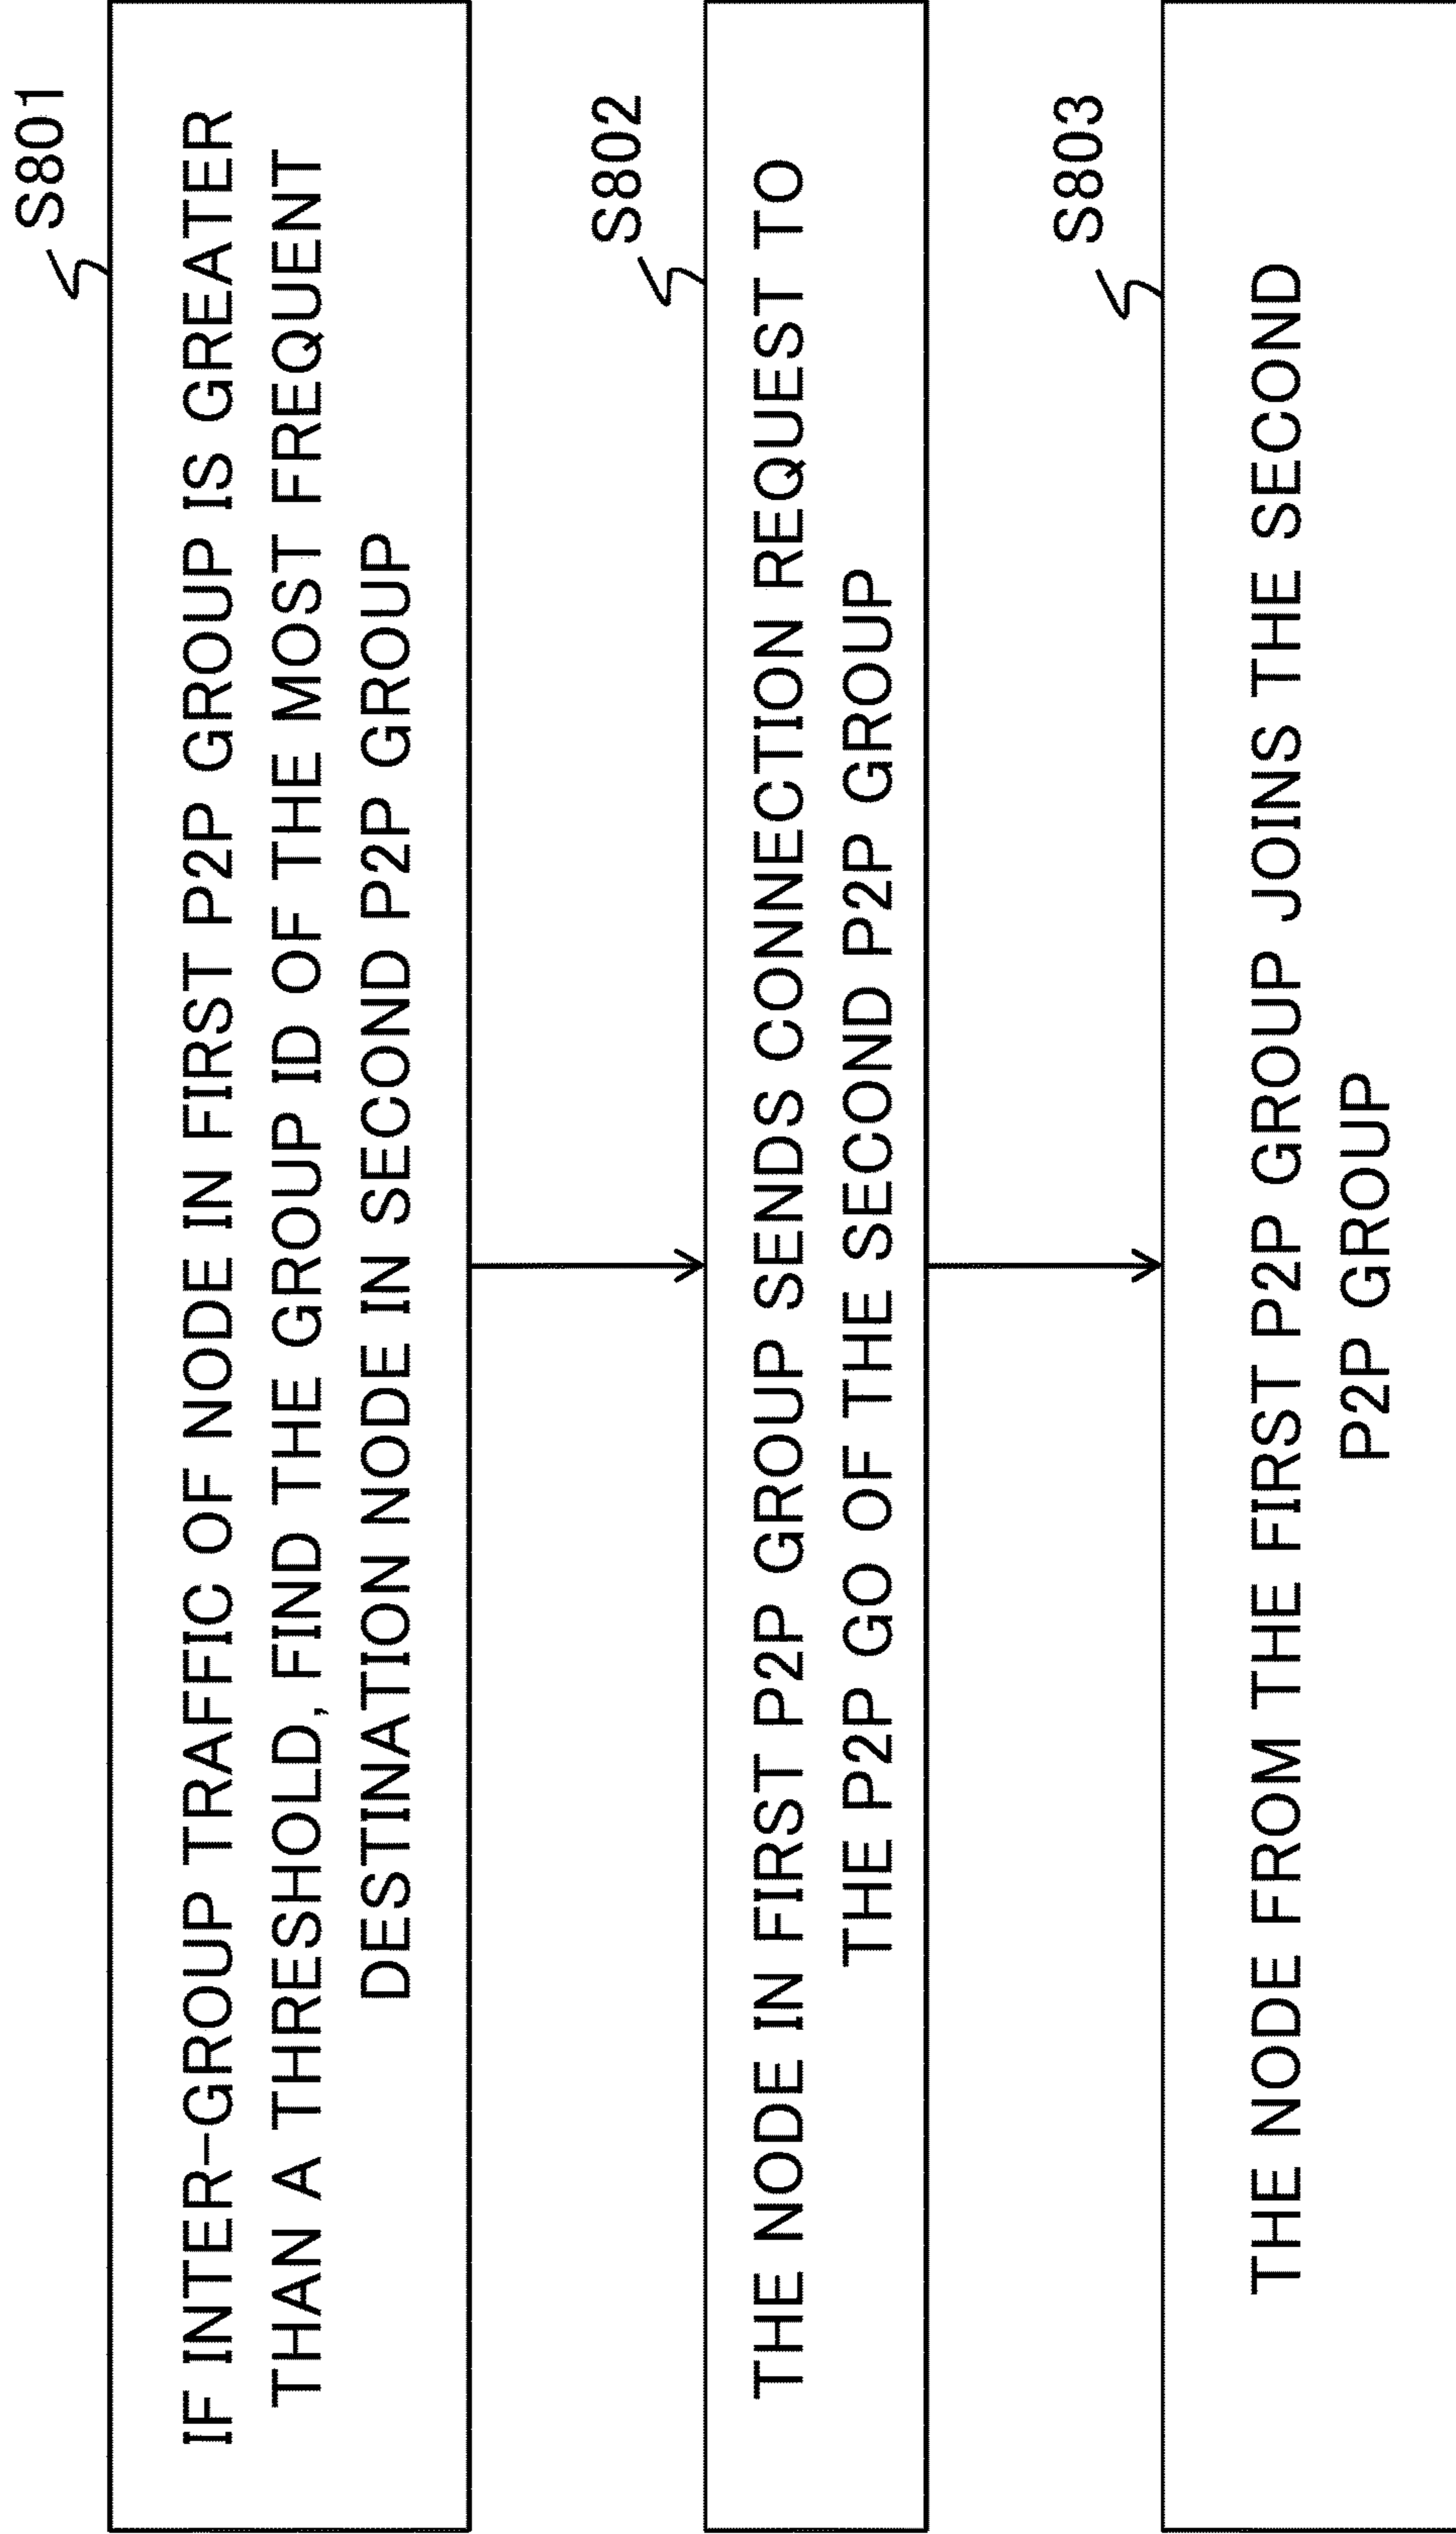 S801
IF INTER-GROUP TRAFFIC OF NODE IN FIRST P2P GROUP IS GREATER
THAN A THRESHOLD, FIND THE GROUP ID OF THE MOST FREQUENT
DESTINATION NODE IN SECOND P2P GROUP
S802
THE NODE IN FIRST P2P GROUP SENDS CONNECTION REQUEST TO
THE P2P GO OF THE SECOND P2P GROUP
S803
THE NODE FROM THE FIRST P2P GROUP JOINS THE SECOND
P2P GROUP